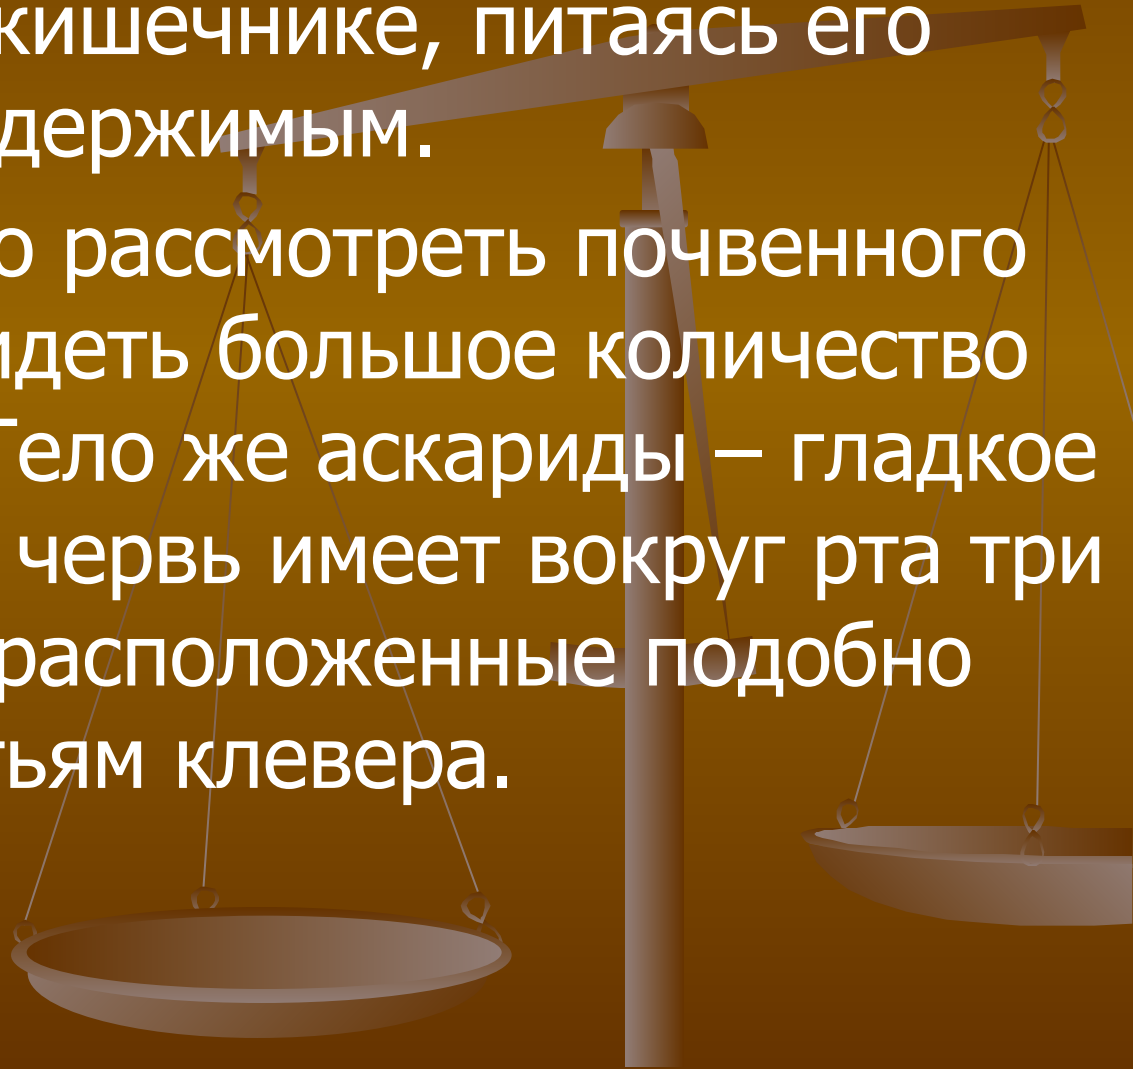 кишечнике, питаясь его
держимым.
о рассмотреть почвенного
идеть большое количество
Тело же аскариды – гладкое
червь имеет вокруг рта три
расположенные подобно
тьям клевера.